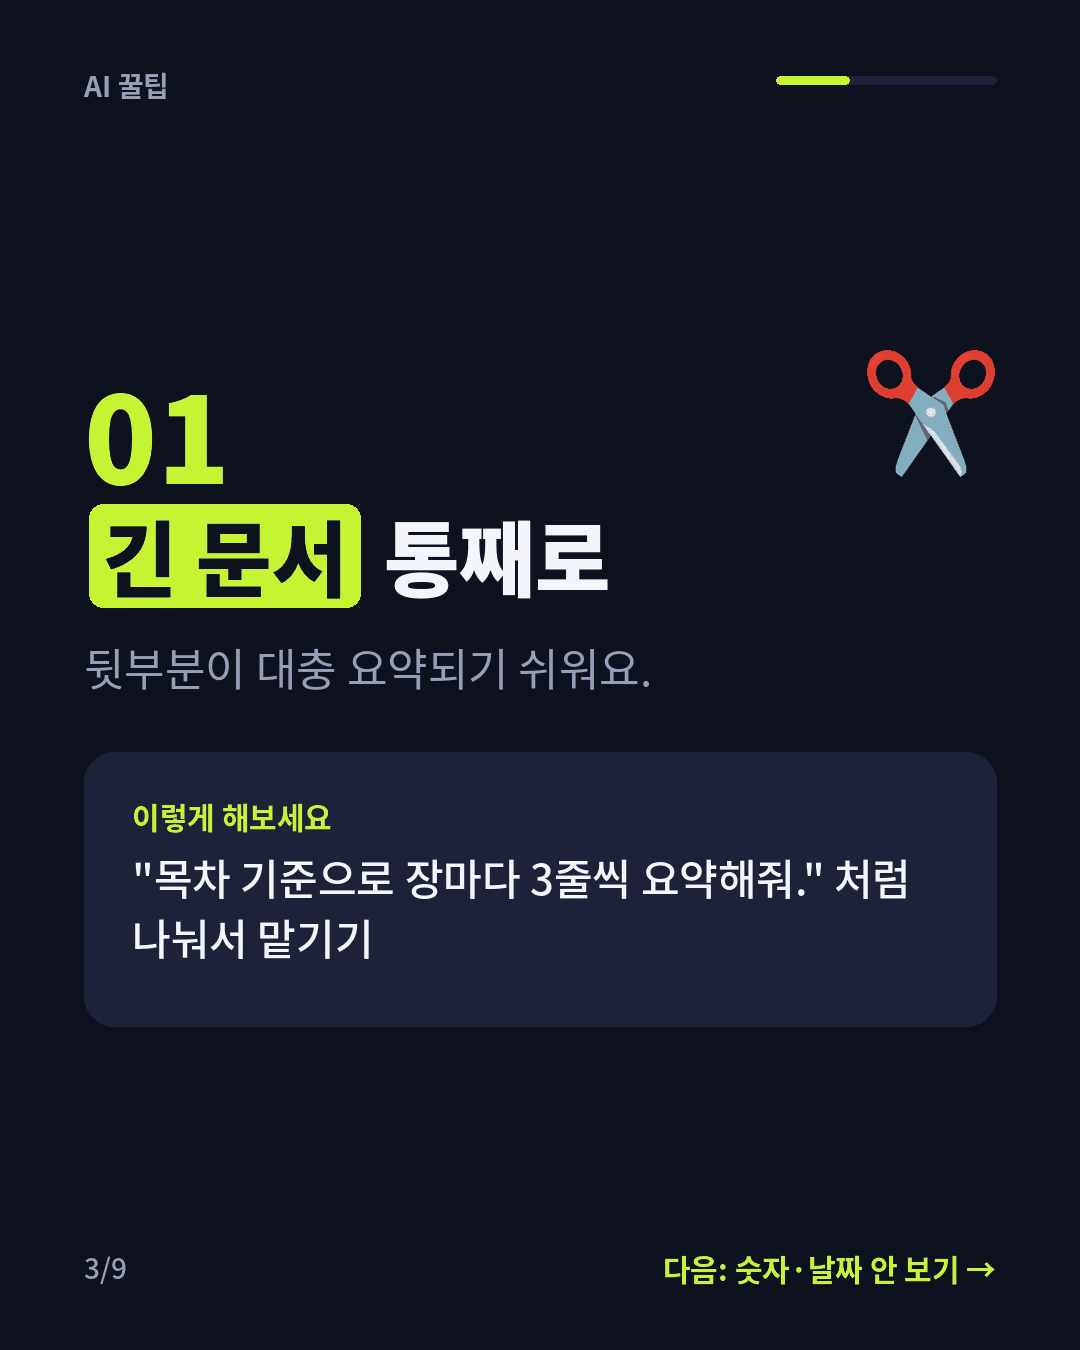 AI 꿀팁
01
긴 문서 통째로
뒷부분이 대충 요약되기 쉬워요.
이렇게 해보세요
"목차 기준으로 장마다 3줄씩 요약해줘." 처럼
나눠서 맡기기
3/9
다음: 숫자·날짜 안 보기 →